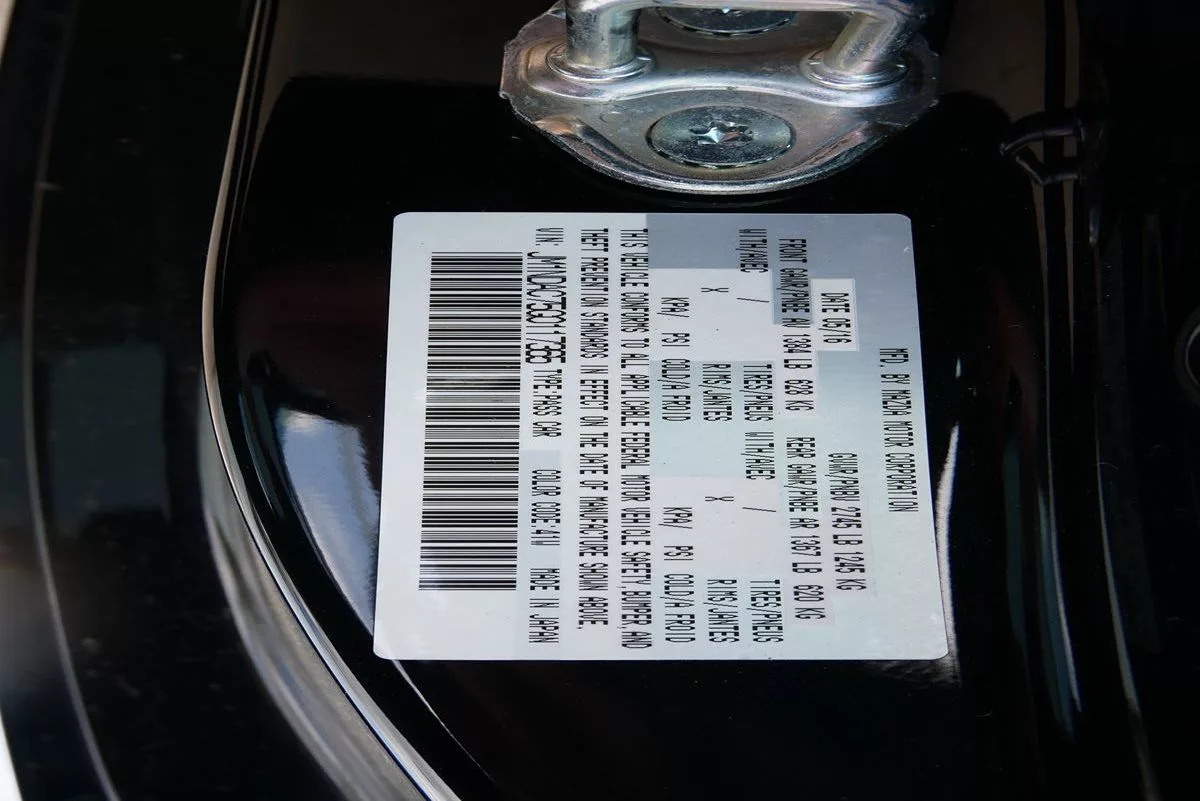 MFD. BY MAZDA MOTOR CORPORATION
DATE 05/16 GVWR/PNBV 2745 LB 1245 KG
FRONT GAWR/PNBE AV 1384 LB 628 KG REAR GAWR/PNBE AR 1367 LB 620 KG
WITH/AVEC / TIRES/PNEUS WITH/AVEC / TIRES/PNEUS
X RIMS/JANTES X RIMS/JANTES
KPA/ PSI COLD/A FROID KPA/ PSI COLD/A FROID
THIS VEHICLE CONFORMS TO ALL APPLICABLE FEDERAL MOTOR VEHICLE SAFETY, BUMPER, AND
THEFT PREVENTION STANDARDS IN EFFECT ON THE DATE OF MANUFACTURE SHOWN ABOVE.
VIN: TYPE PASS CAR COLOR CODE:41W MADE IN JAPAN